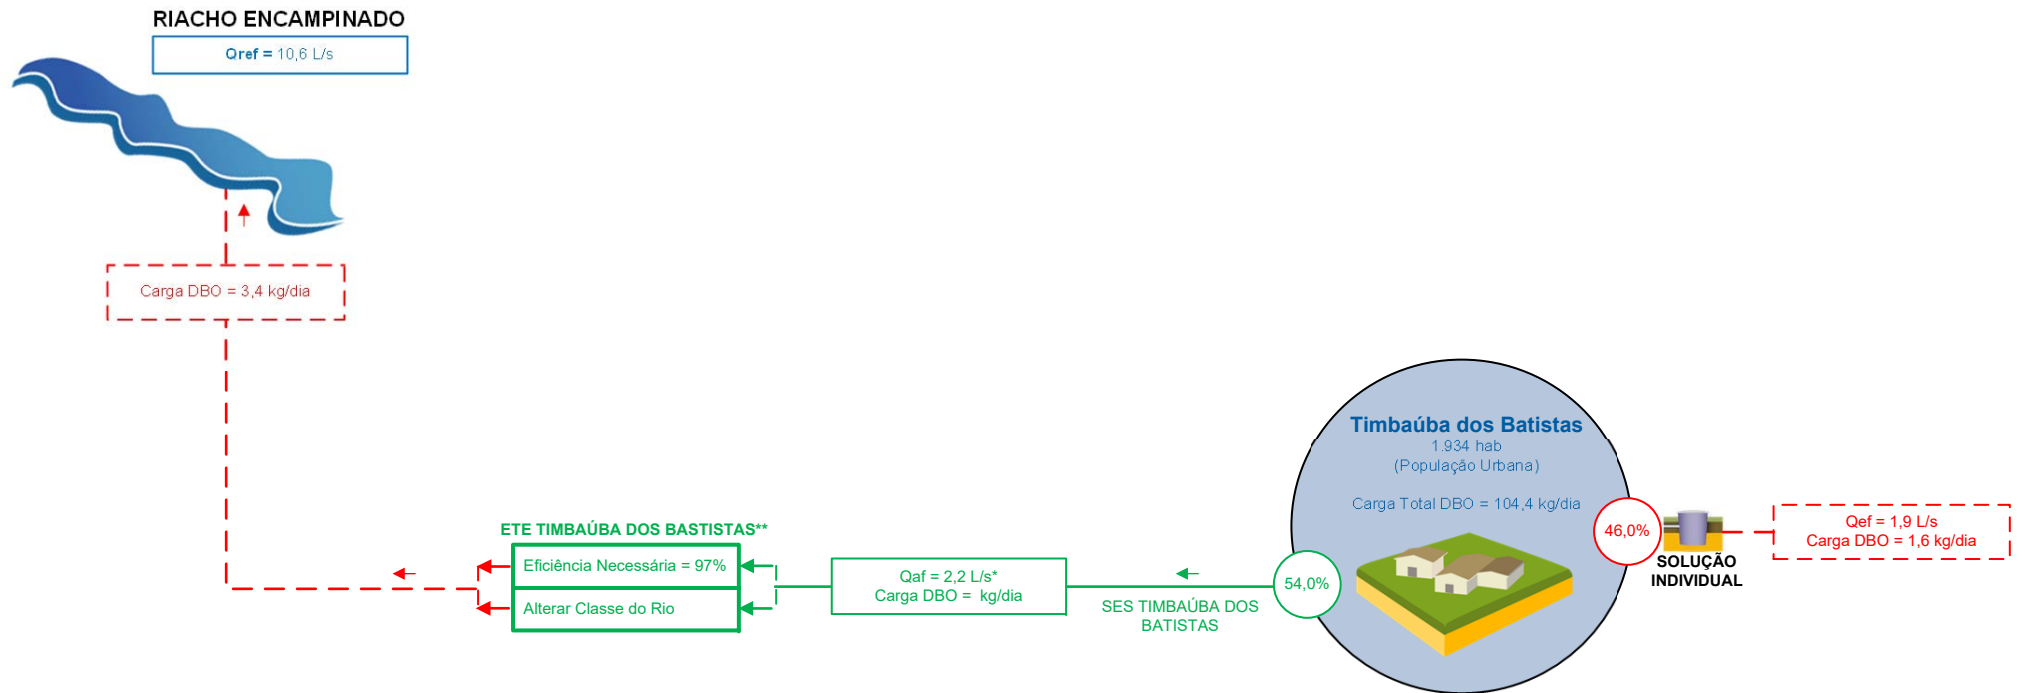 RIACHO ENCAMPINADO
Qref = 10,6 L/s
Carga DBO = 3,4 kg/dia
ETE TIMBAÚBA DOS BASTISTAS**
Eficiência Necessária = 97%
Alterar Classe do Rio
Qaf = 2,2 L/s*
Carga DBO =  kg/dia
SES TIMBAÚBA DOS
BATISTAS
54,0%
Timbaúba dos Batistas
1.934 hab
(População Urbana)
Carga Total DBO = 104,4 kg/dia
46,0%
SOLUÇÃO
INDIVIDUAL
Qef = 1,9 L/s
Carga DBO = 1,6 kg/dia